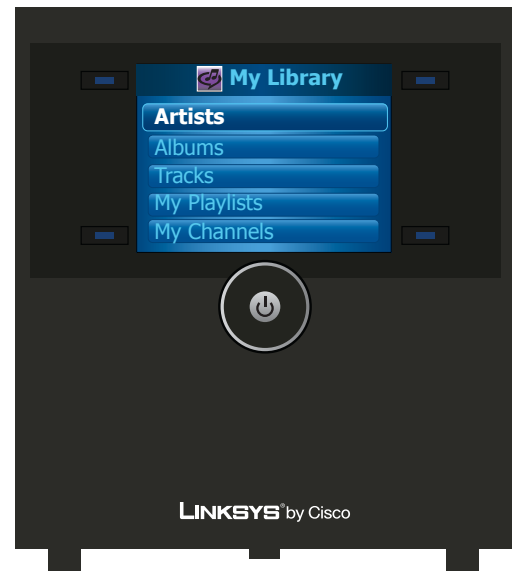 My Library
Artists
Albums
Tracks
My Playlists
My Channels
LINKSYS® by Cisco